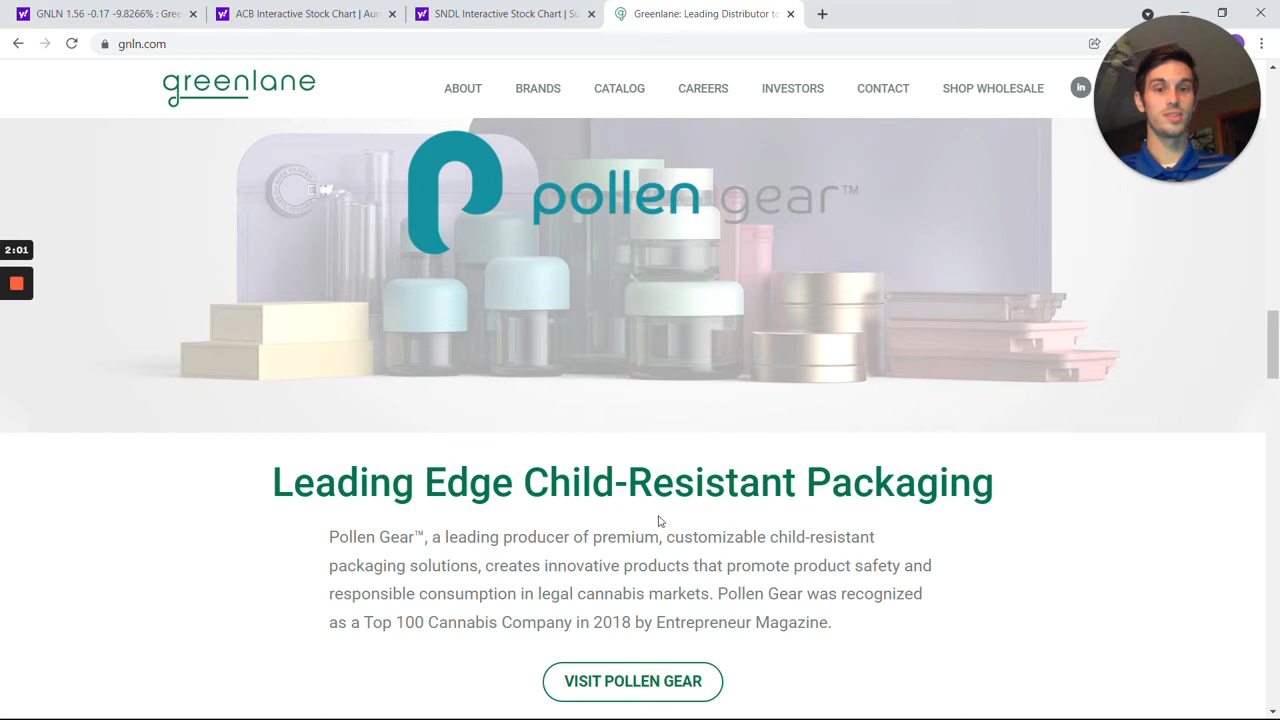 GNLN 1.56 -0.17 -9.8266% : Gree
ACB Interactive Stock Chart | Aur
SNDL Interactive Stock Chart | Su
Greenlane: Leading Distributor to
gnln.com
greenlane
ABOUT
BRANDS
CATALOG
CAREERS
INVESTORS
CONTACT
SHOP WHOLESALE
in
pollen gear™
2:01
Leading Edge Child-Resistant Packaging
Pollen Gear™, a leading producer of premium, customizable child-resistant
packaging solutions, creates innovative products that promote product safety and
responsible consumption in legal cannabis markets. Pollen Gear was recognized
as a Top 100 Cannabis Company in 2018 by Entrepreneur Magazine.
VISIT POLLEN GEAR